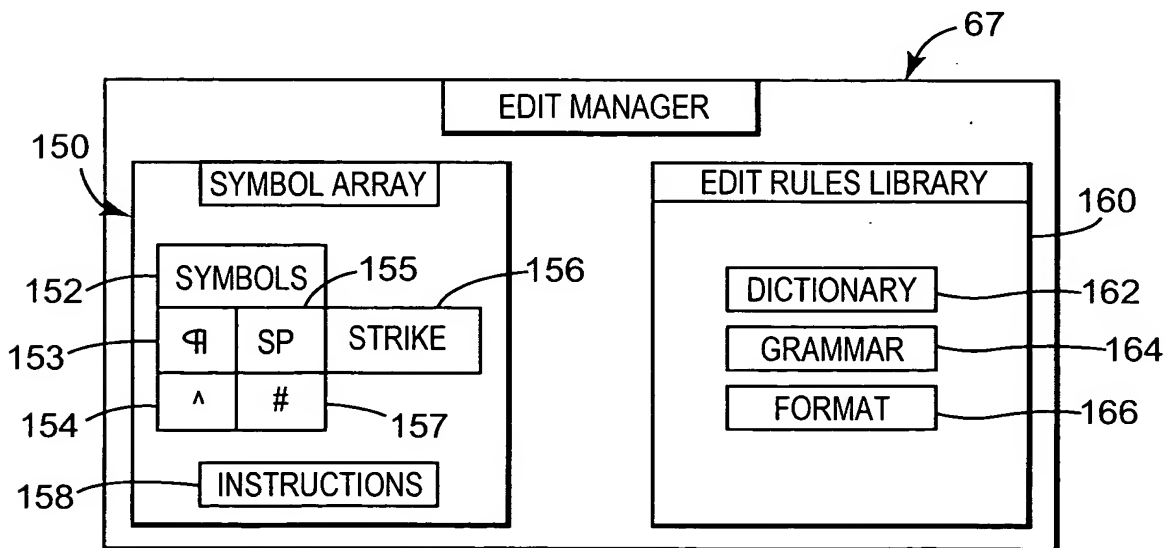 67
EDIT MANAGER
150
SYMBOL ARRAY
EDIT RULES LIBRARY
160
SYMBOLS
155
156
152
DICTIONARY
162
¶
SP
STRIKE
153
GRAMMAR
164
^
#
FORMAT
166
154
157
INSTRUCTIONS
158